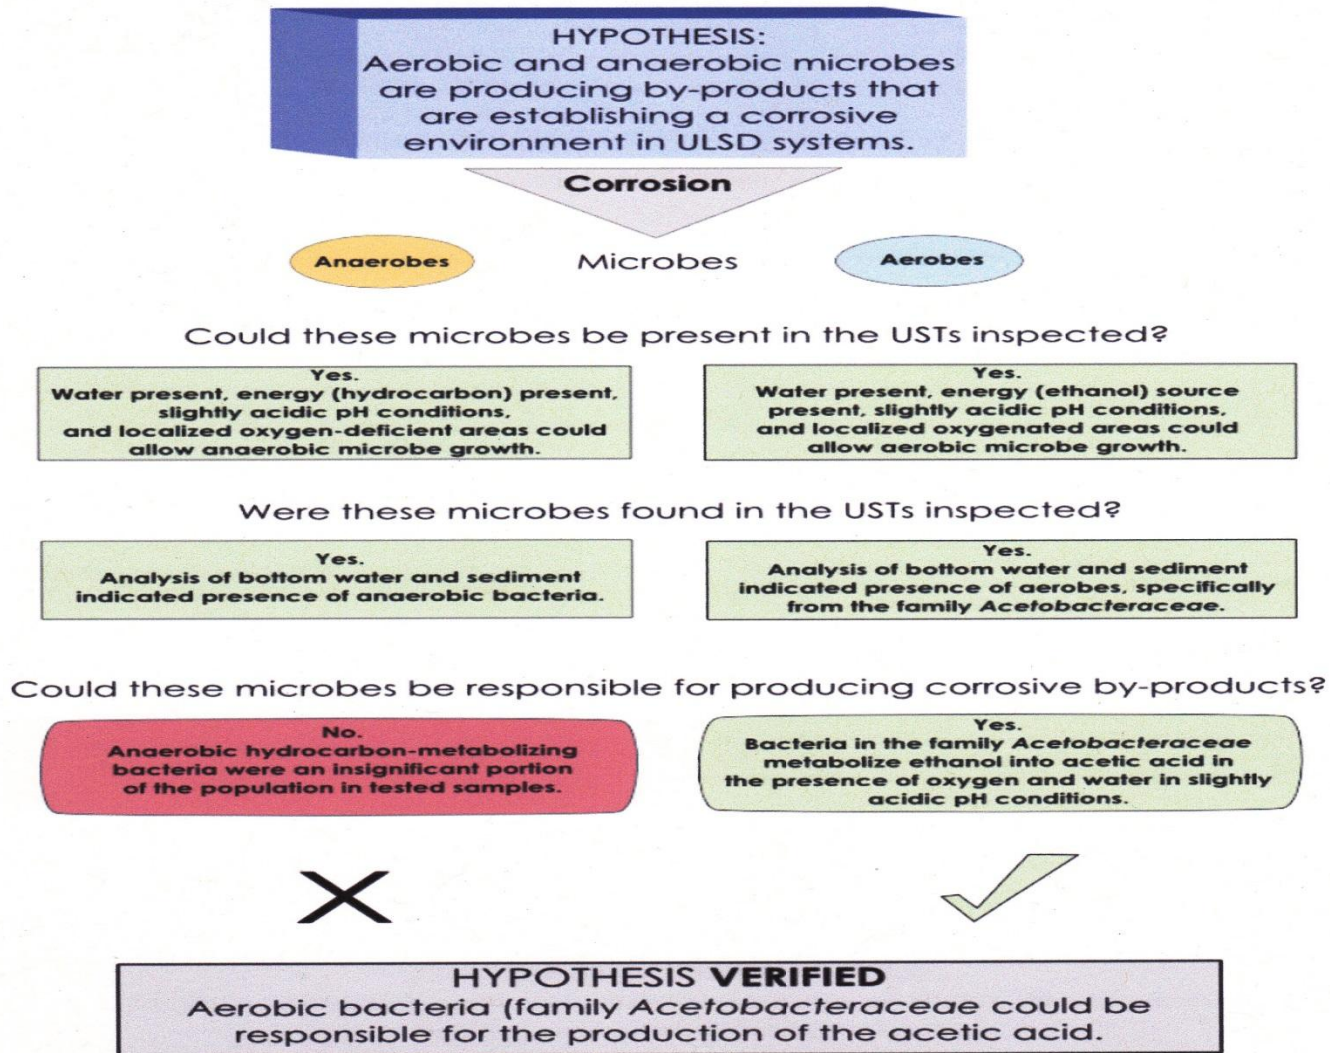 HYPOTHESIS:
Aerobic and anaerobic microbes
are producing by-products that
are establishing a corrosive
environment in ULSD systems.
Corrosion
Anaerobes
Microbes
Aerobes
Could these microbes be present in the USTs inspected?
Yes.
Water present, energy (hydrocarbon) present,
slightly acidic pH conditions,
and localized oxygen-deficient areas could
allow anaerobic microbe growth.
Yes.
Water present, energy (ethanol) source
present, slightly acidic pH conditions,
and localized oxygenated areas could
allow aerobic microbe growth.
Were these microbes found in the USTs inspected?
Yes.
Analysis of bottom water and sediment
indicated presence of anaerobic bacteria.
Yes.
Analysis of bottom water and sediment
indicated presence of aerobes, specifically
from the family Acetobacteraceae.
Could these microbes be responsible for producing corrosive by-products?
No.
Anaerobic hydrocarbon-metabolizing
bacteria were an insignificant portion
of the population in tested samples.
Yes.
Bacteria in the family Acetobacteraceae
metabolize ethanol into acetic acid in
the presence of oxygen and water in slightly
acidic pH conditions.
HYPOTHESIS VERIFIED
Aerobic bacteria (family Acetobacteraceae could be
responsible for the production of the acetic acid.